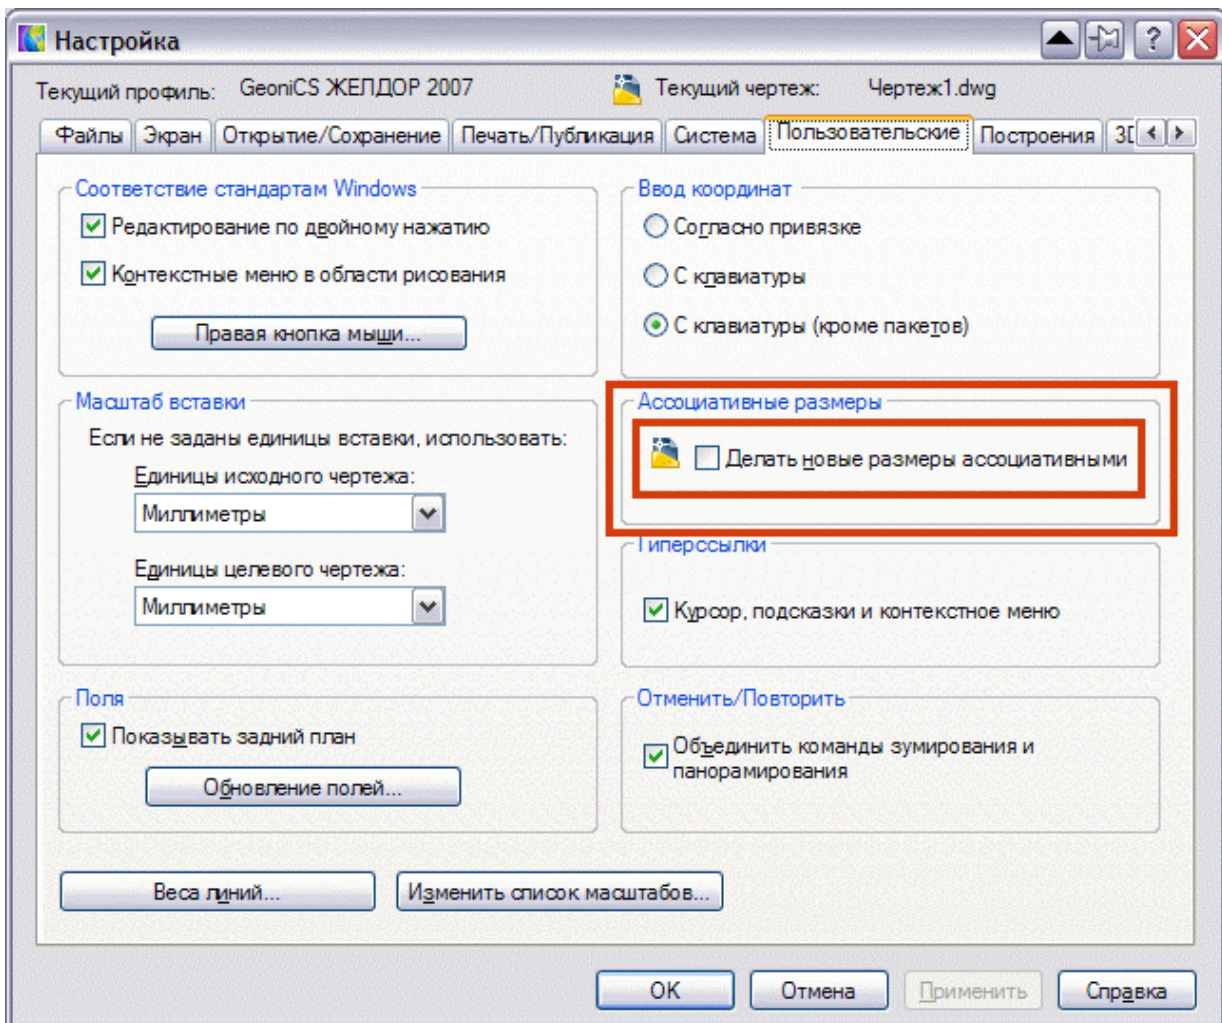 Настройка
Текущий профиль: GeoniCS ЖЕЛДОР 2007 Текущий чертеж: Чертеж1.dwg
Файлы Экран Открытие/Сохранение Печать/Публикация Система Пользовательские Построения 3D
Соответствие стандартам Windows
Редактирование по двойному нажатию
Контекстные меню в области рисования
Правая кнопка мыши...
Ввод координат
Согласно привязке
С клавиатуры
С клавиатуры (кроме пакетов)
Масштаб вставки
Если не заданы единицы вставки, использовать:
Единицы исходного чертежа:
Миллиметры
Единицы целевого чертежа:
Миллиметры
Ассоциативные размеры
Делать новые размеры ассоциативными
Гиперссылки
Курсор, подсказки и контекстное меню
Поля
Показывать задний план
Обновление полей...
Отменить/Повторить
Объединить команды зумирования и
панорамирования
Веса линий...
Изменить список масштабов...
OK
Отмена
Применить
Справка